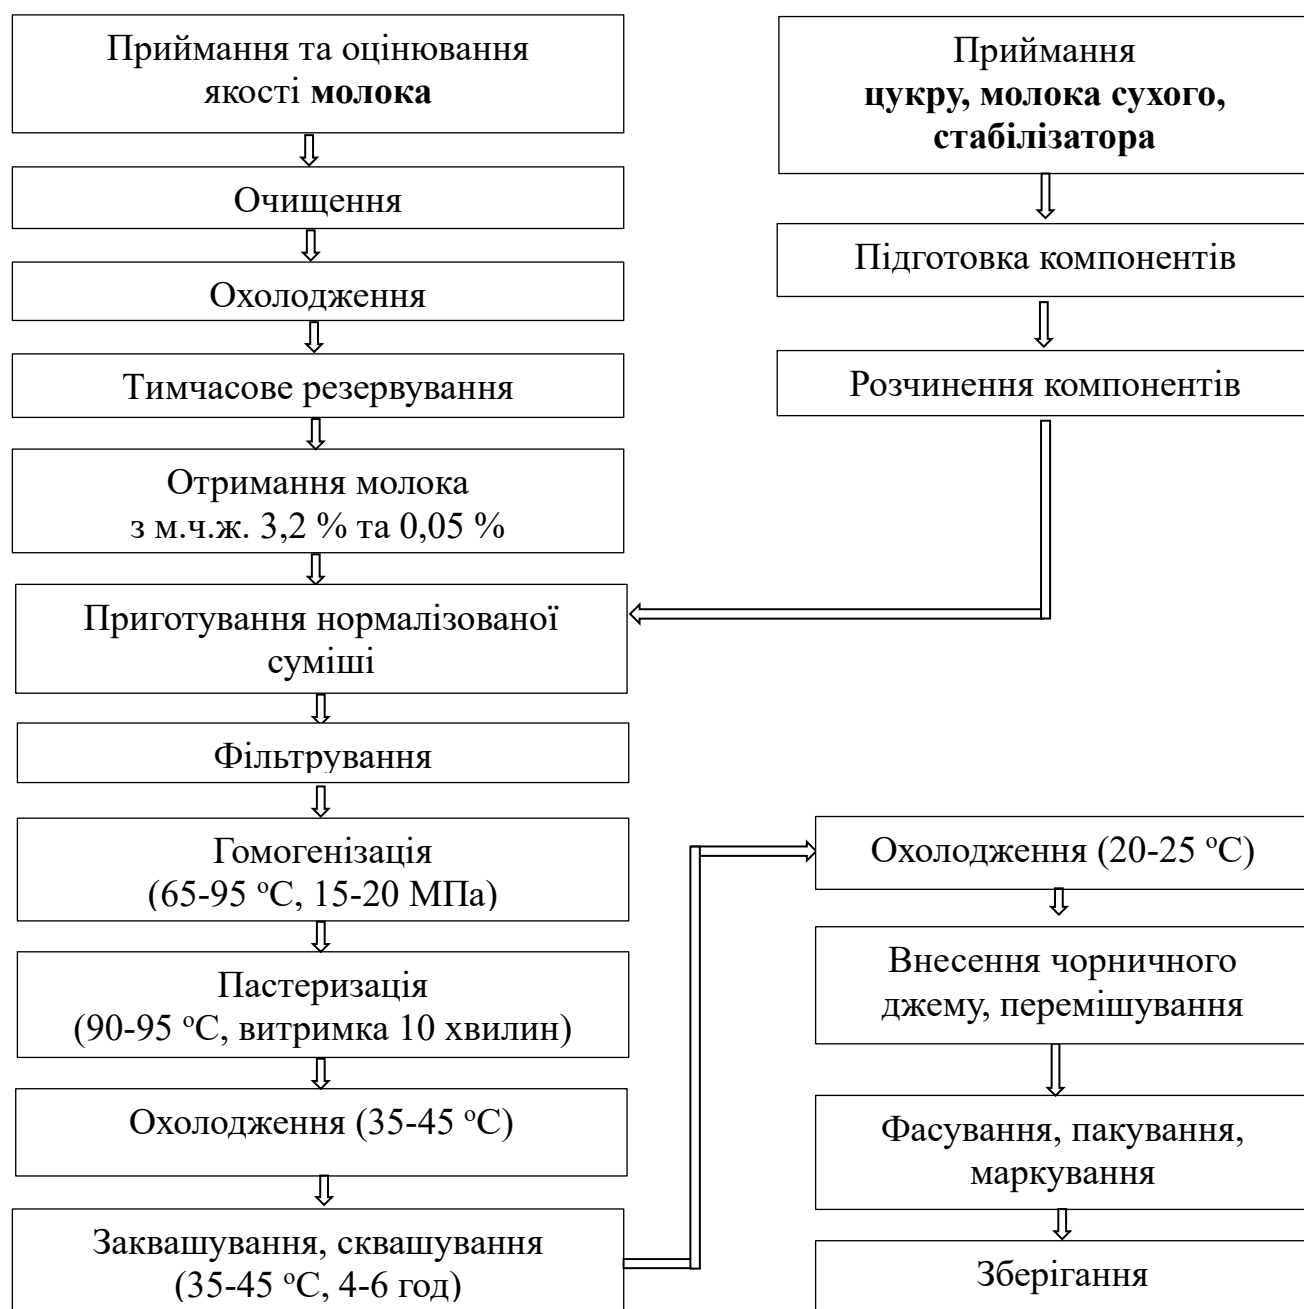 Приймання та оцінювання
якості молока
Очищення
Охолодження
Тимчасове резервування
Отримання молока
з м.ч.ж. 3,2 % та 0,05 %
Приймання
цукру, молока сухого,
стабілізатора
Підготовка компонентів
Розчинення компонентів
Приготування нормалізованої
суміші
Фільтрування
Гомогенізація
(65-95 ºС, 15-20 МПа)
Пастеризація
(90-95 ºС, витримка 10 хвилин)
Охолодження (35-45 ºС)
Заквашування, сквашування
(35-45 ºС, 4-6 год)
Охолодження (20-25 ºС)
Внесення чорничного
джему, перемішування
Фасування, пакування,
маркування
Зберігання